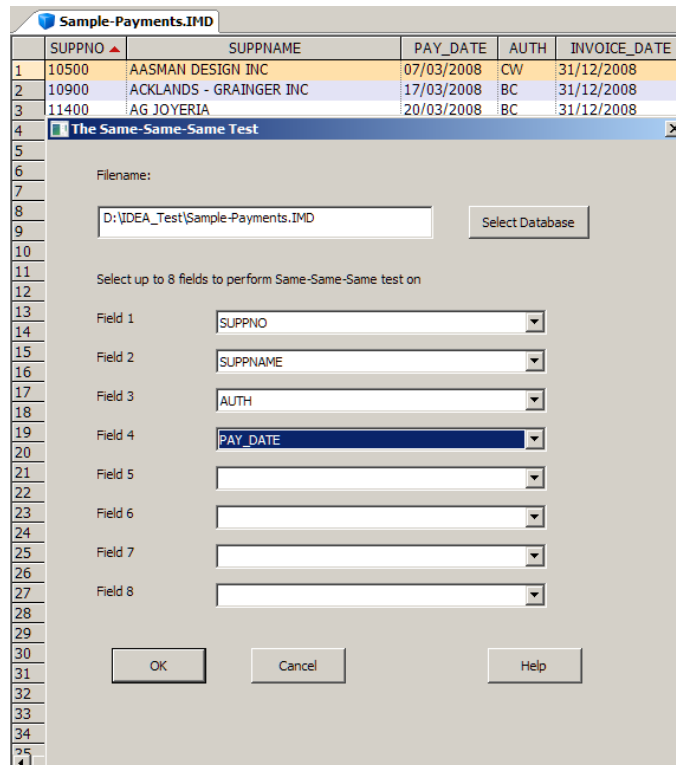 Sample-Payments.IMD
SUPPNO SUPPNAME PAY_DATE AUTH INVOICE_DATE
1 10500 AASMAN DESIGN INC 07/03/2008 CW 31/12/2008
2 10900 ACKLANDS - GRAINGER INC 17/03/2008 BC 31/12/2008
3 11400 AG JOYERIA 20/03/2008 BC 31/12/2008
4 The Same-Same-Same Test
5
6 Filename:
7
8 D:\IDEA_Test\Sample-Payments.IMD Select Database
9
10
11 Select up to 8 fields to perform Same-Same-Same test on
12
13 Field 1 SUPPNO
14
15 Field 2 SUPPNAME
16
17 Field 3 AUTH
18
19 Field 4 PAY_DATE
20
21 Field 5
22
23 Field 6
24
25 Field 7
26
27 Field 8
28
29
30 OK Cancel Help
31
32
33
34
35